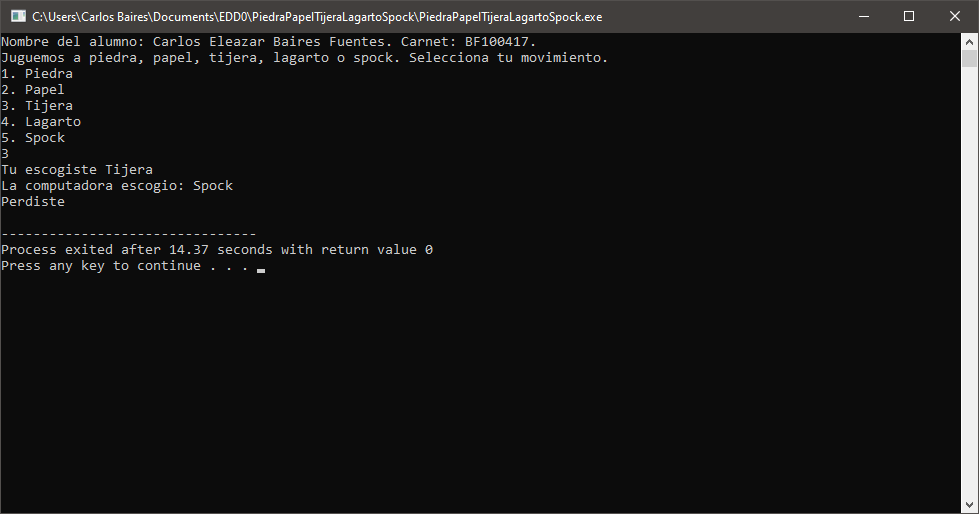 C:\Users\Carlos Baires\Documents\EDD0\PiedraPapelTijeraLagartoSpock\PiedraPapelTijeraLagartoSpock.exe
Nombre del alumno: Carlos Eleazar Baires Fuentes. Carnet: BF100417.
Juguemos a piedra, papel, tijera, lagarto o spock. Selecciona tu movimiento.
1. Piedra
2. Papel
3. Tijera
4. Lagarto
5. Spock
3
Tu escogiste Tijera
La computadora escogio: Spock
Perdiste
--------------------------------
Process exited after 14.37 seconds with return value 0
Press any key to continue . . .